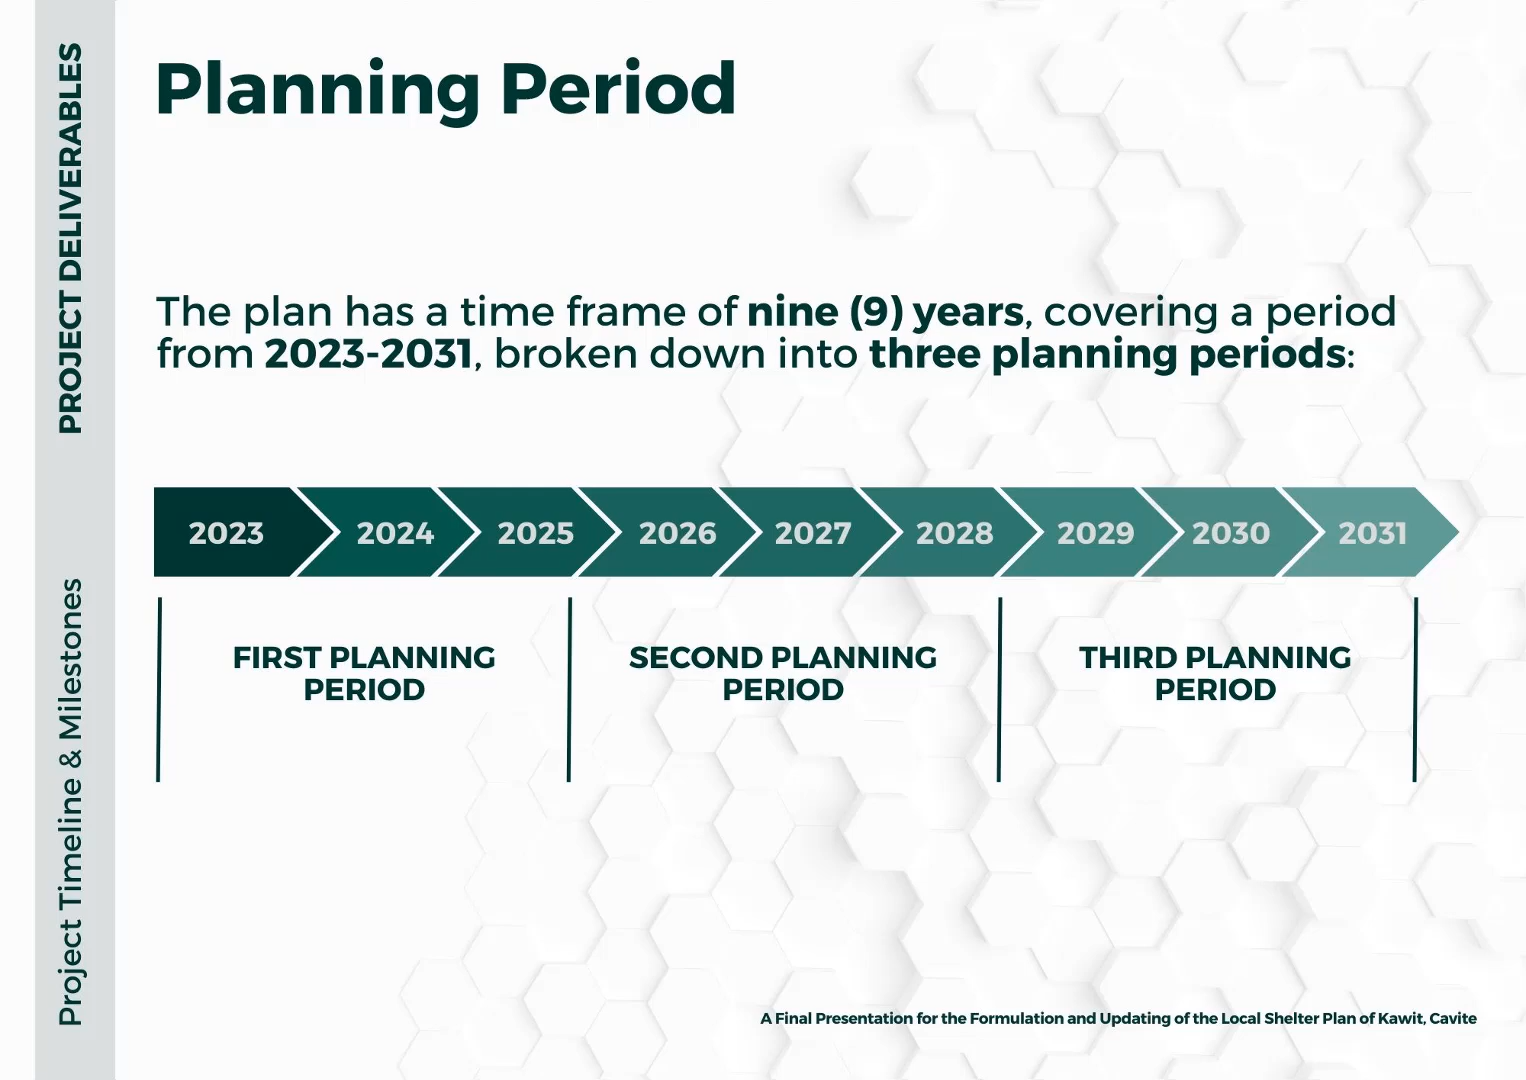 PROJECT DELIVERABLES
Project Timeline & Milestones
Planning Period
The plan has a time frame of nine (9) years, covering a period
from 2023-2031, broken down into three planning periods:
2023 2024 2025 2026 2027 2028 2029 2030 2031
FIRST PLANNING
PERIOD
SECOND PLANNING
PERIOD
THIRD PLANNING
PERIOD
A Final Presentation for the Formulation and Updating of the Local Shelter Plan of Kawit, Cavite